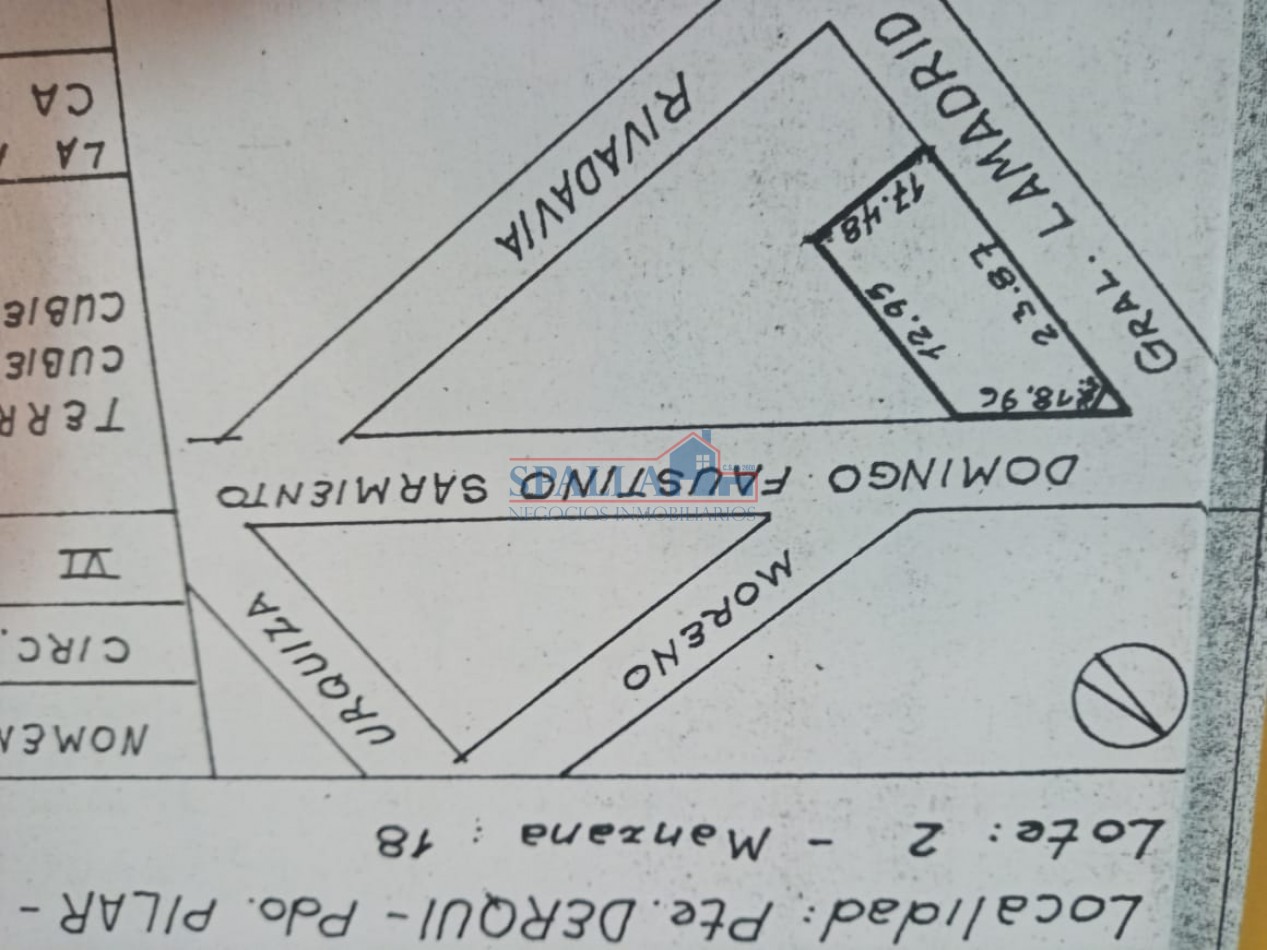 Localidad: Pte. DERQUI - Pdo. PILAR -
Lote: 2 - Manzana: 18
NOMEN
CIRC.
VI
TERR
CUBIE
CUBIE
LA
CA
URQUIZA
MORENO
DOMINGO FAUSTINO SARMIENTO
RIVADAVIA
GRAL. LAMADRID
18.96
12.95
23.87
17.48
SPALLA
NEGOCIOS INMOBILIARIOS